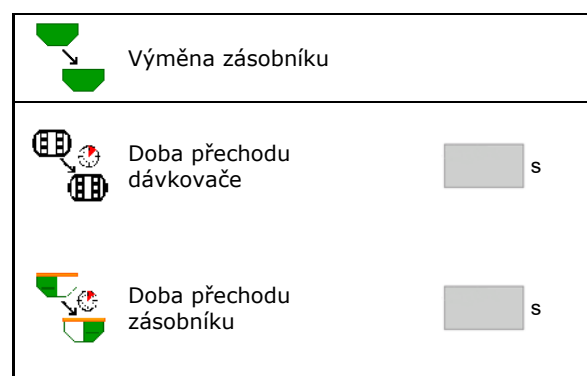 Výměna zásobníku
Doba přechodu
dávkovače
s
Doba přechodu
zásobníku
s